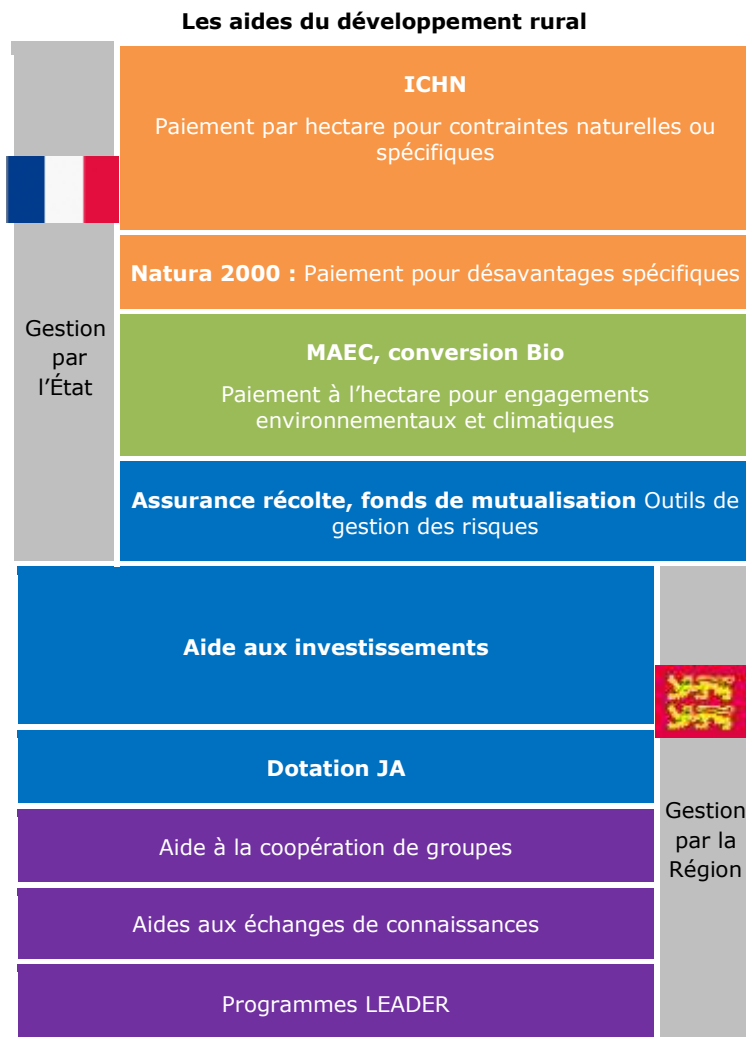 Les aides du développement rural
ICHN
Paiement par hectare pour contraintes naturelles ou
spécifiques
Natura 2000 : Paiement pour désavantages spécifiques
Gestion
par
l’État
MAEC, conversion Bio
Paiement à l’hectare pour engagements
environnementaux et climatiques
Assurance récolte, fonds de mutualisation Outils de
gestion des risques
Aide aux investissements
Dotation JA
Gestion
par la
Région
Aide à la coopération de groupes
Aides aux échanges de connaissances
Programmes LEADER